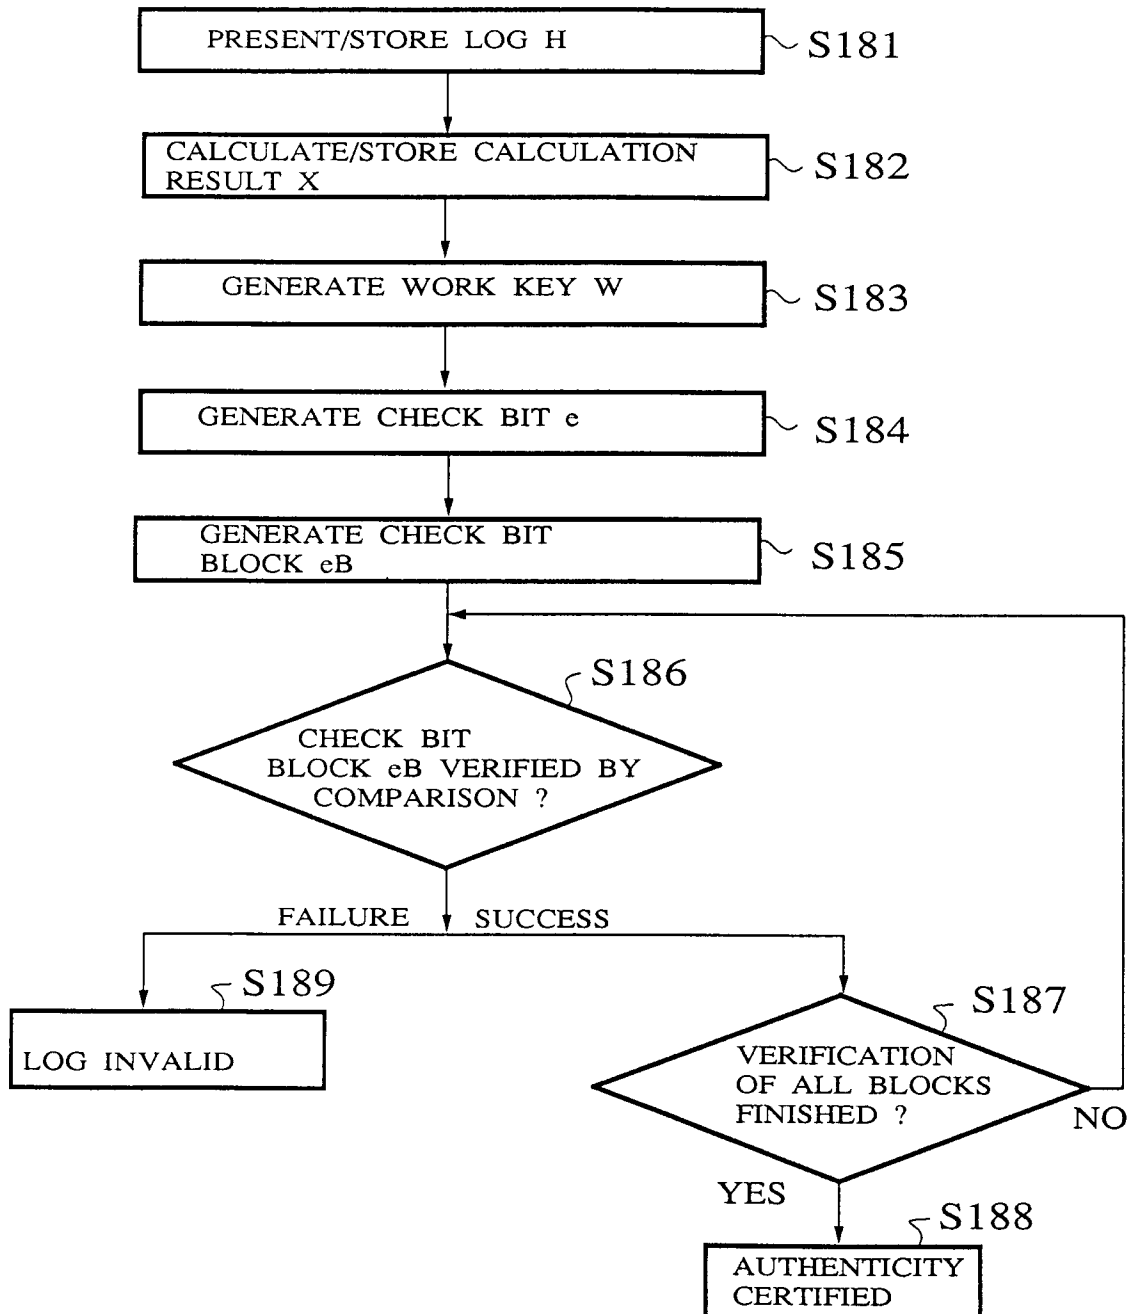 PRESENT/STORE LOG H
S181
CALCULATE/STORE CALCULATION
RESULT X
S182
GENERATE WORK KEY W
S183
GENERATE CHECK BIT e
S184
GENERATE CHECK BIT
BLOCK eB
S185
S186
CHECK BIT
BLOCK eB VERIFIED BY
COMPARISON ?
FAILURE
SUCCESS
S189
LOG INVALID
S187
VERIFICATION
OF ALL BLOCKS
FINISHED ?
NO
YES
S188
AUTHENTICITY
CERTIFIED